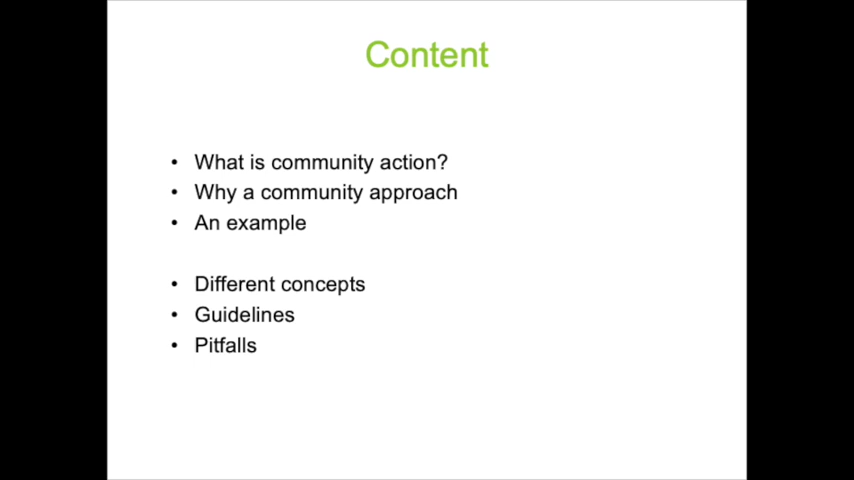 Content
• What is community action?
• Why a community approach
• An example
• Different concepts
• Guidelines
• Pitfalls